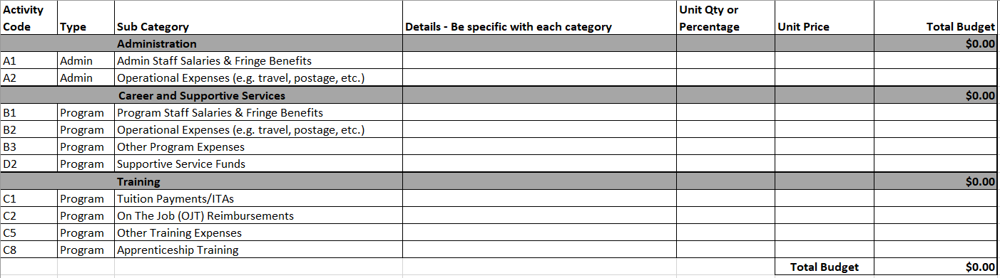 Activity Code Type Sub Category Details - Be specific with each category Unit Qty or Percentage Unit Price Total Budget
Administration $0.00
A1 Admin Admin Staff Salaries & Fringe Benefits
A2 Admin Operational Expenses (e.g. travel, postage, etc.)
Career and Supportive Services $0.00
B1 Program Program Staff Salaries & Fringe Benefits
B2 Program Operational Expenses (e.g. travel, postage, etc.)
B3 Program Other Program Expenses
D2 Program Supportive Service Funds
Training $0.00
C1 Program Tuition Payments/ITAs
C2 Program On The Job (OJT) Reimbursements
C5 Program Other Training Expenses
C8 Program Apprenticeship Training
Total Budget $0.00